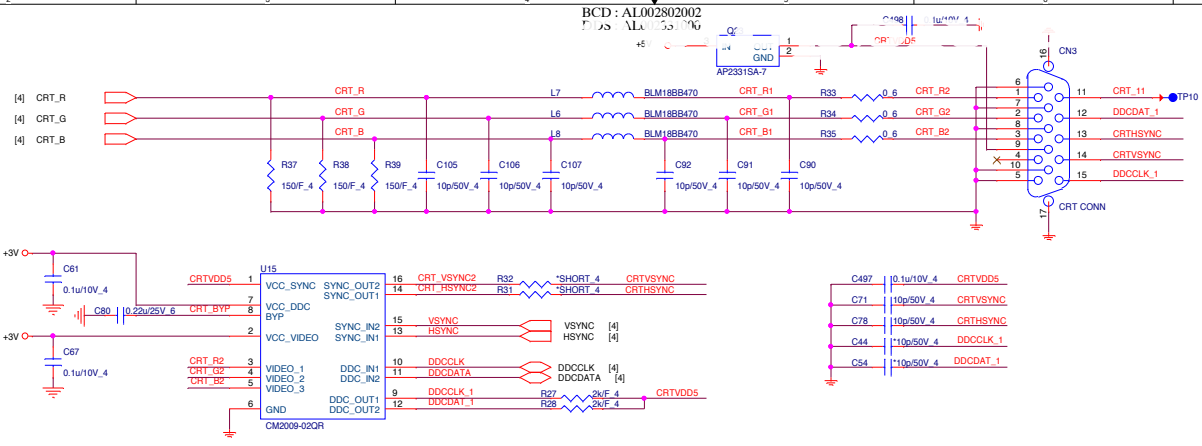 BCD : AL002802002
+5V
1
2
GND
AP2331SA-7
C498
CRTVDD5
16
CN3
[4] CRT_R
CRT_R
L7
BLM18BB470
CRT_R1
R33
0_6
CRT_R2
[4] CRT_G
CRT_G
L6
BLM18BB470
CRT_G1
R34
0_6
CRT_G2
[4] CRT_B
CRT_B
L8
BLM18BB470
CRT_B1
R35
0_6
CRT_B2
6
1
7
2
8
3
9
4
10
5
11
CRT_11
TP10
12
DDCDAT_1
13
CRTHSYNC
14
CRTVSYNC
15
DDCCLK_1
17
CRT CONN
R37
150/F_4
R38
150/F_4
R39
150/F_4
C105
10p/50V_4
C106
10p/50V_4
C107
10p/50V_4
C92
10p/50V_4
C91
10p/50V_4
C90
10p/50V_4
+3V
C61
0.1u/10V_4
C80
0.22u/25V_6
CRT_BYP
+3V
C67
0.1u/10V_4
U15
CRTVDD5
1
VCC_SYNC
7
VCC_DDC
8
BYP
2
VCC_VIDEO
CRT_R2
3
VIDEO_1
CRT_G2
4
VIDEO_2
CRT_B2
5
VIDEO_3
6
GND
CM2009-02QR
SYNC_OUT2
16
CRT_VSYNC2
R32
*SHORT_4
CRTVSYNC
SYNC_OUT1
14
CRT_HSYNC2
R31
*SHORT_4
CRTHSYNC
SYNC_IN2
15
VSYNC
VSYNC [4]
SYNC_IN1
13
HSYNC
HSYNC [4]
DDC_IN1
10
DDCCLK
DDCCLK [4]
DDC_IN2
11
DDCDATA
DDCDATA [4]
DDC_OUT1
9
DDCCLK_1
R27
2k/F_4
CRTVDD5
DDC_OUT2
12
DDCDAT_1
R28
2k/F_4
C497
0.1u/10V_4
CRTVDD5
C71
10p/50V_4
CRTVSYNC
C78
10p/50V_4
CRTHSYNC
C44
*10p/50V_4
DDCCLK_1
C54
*10p/50V_4
DDCDAT_1